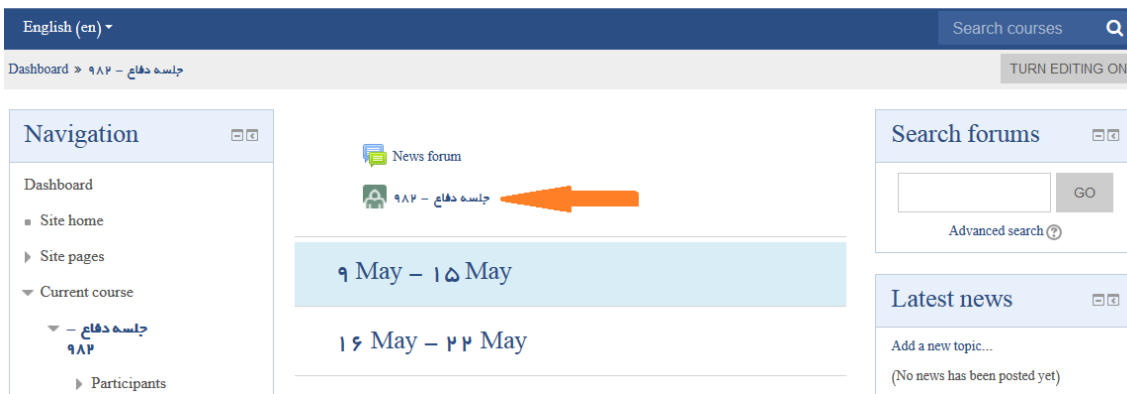 English (en)
Search courses
Dashboard » جلسه دفاع – ۹۸۲
TURN EDITING ON
Navigation
Dashboard
Site home
Site pages
Current course
جلسه دفاع –
۹۸۲
Participants
News forum
جلسه دفاع – ۹۸۲
۹ May – ۱۵ May
۱۶ May – ۲۲ May
Search forums
GO
Advanced search
Latest news
Add a new topic...
(No news has been posted yet)